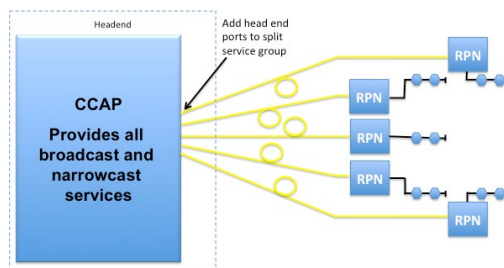 Headend
Add head end
ports to split
service group
CCAP
Provides all
broadcast and
narrowcast
services
RPN
RPN
RPN
RPN
RPN